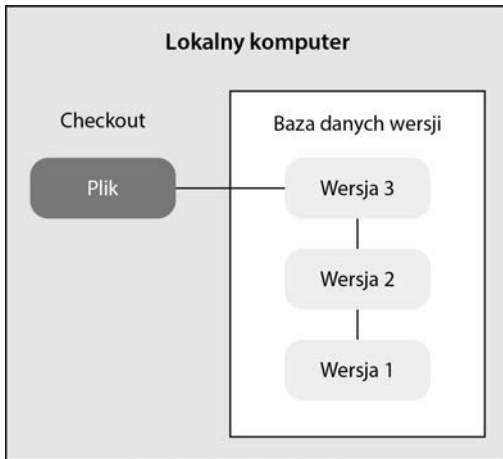 Lokalny komputer
Checkout
Baza danych wersji
Plik
Wersja 3
Wersja 2
Wersja 1